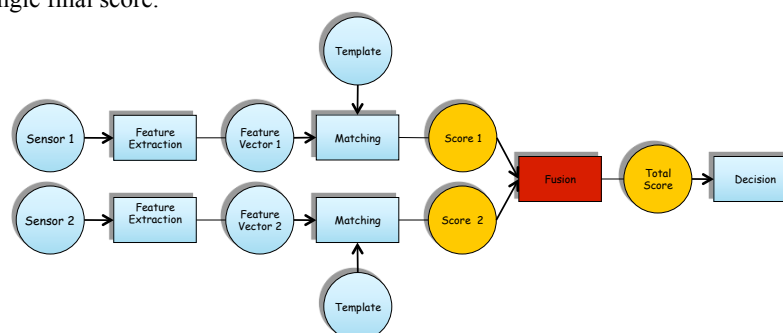 ngle final score.
Template
Sensor 1
Feature
Extraction
Feature
Vector 1
Matching
Score 1
Fusion
Total
Score
Decision
Sensor 2
Feature
Extraction
Feature
Vector 2
Matching
Score 2
Template